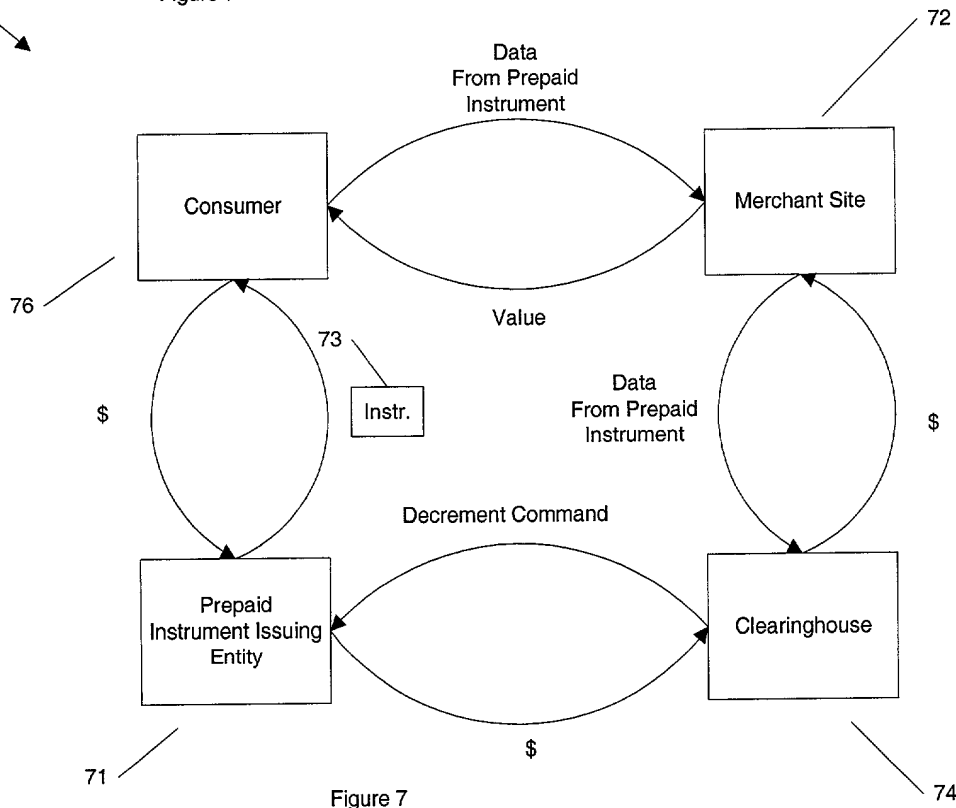 72
Data
From Prepaid
Instrument
Consumer
Merchant Site
76
Value
73
Instr.
$
Data
From Prepaid
Instrument
$
Decrement Command
Prepaid
Instrument Issuing
Entity
Clearinghouse
$
71
74
Figure 7